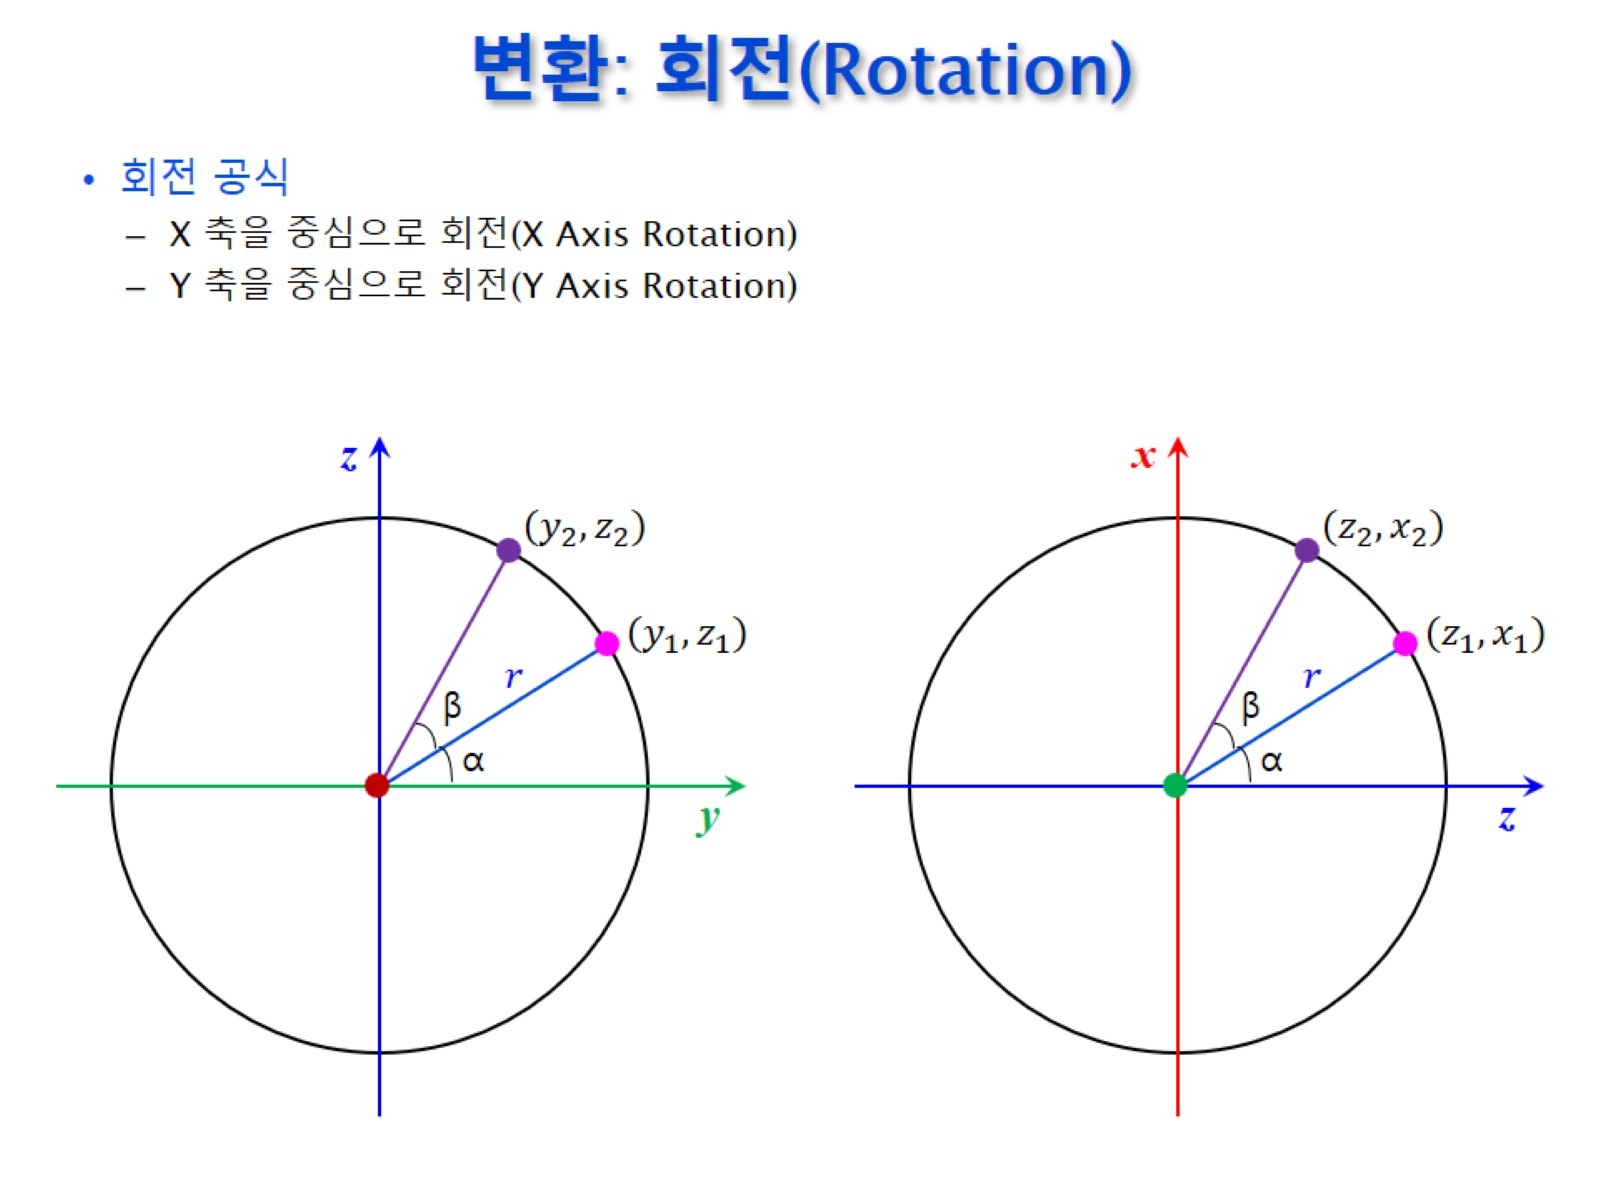 변환: 회전(Rotation)
• 회전 공식
– X 축을 중심으로 회전(X Axis Rotation)
– Y 축을 중심으로 회전(Y Axis Rotation)
z
(y₂, z₂)
(y₁, z₁)
r
β
α
y
x
(z₂, x₂)
(z₁, x₁)
r
β
α
z